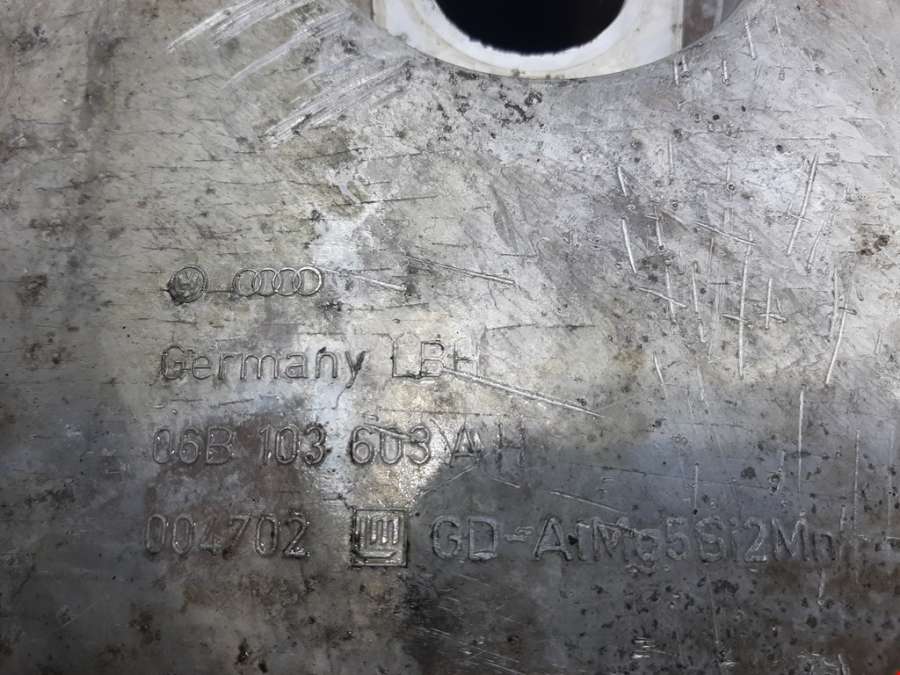 Germany LBH
06B 103 603 AH
004702 GD-AlMg5Si2Mn